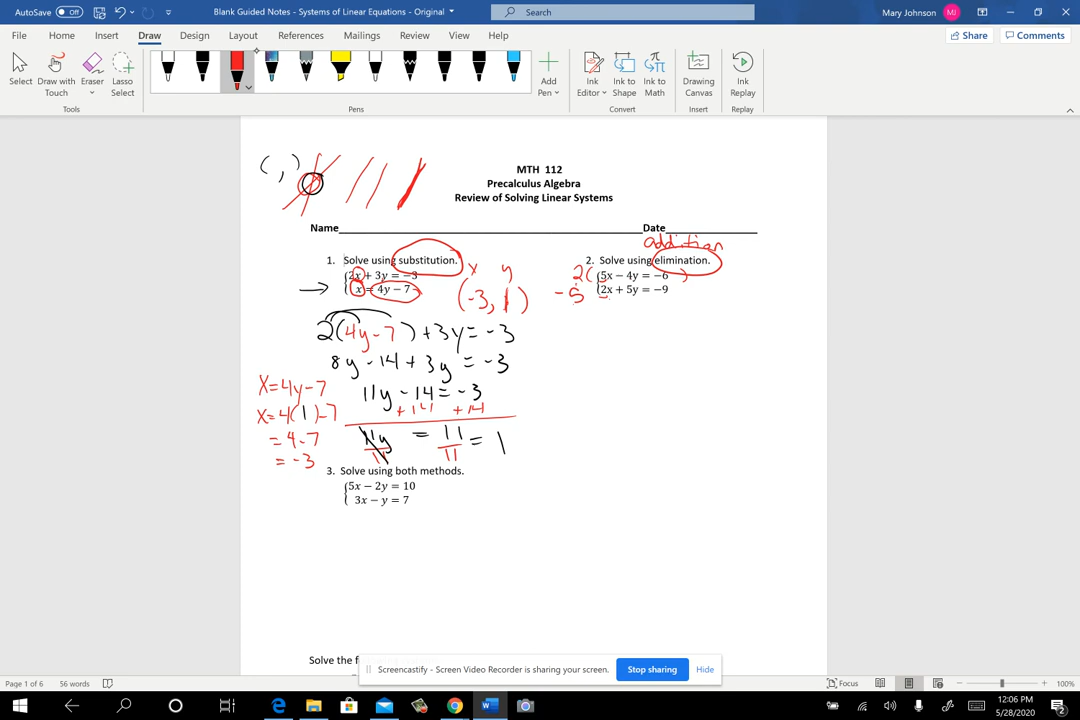 AutoSave Off Blank Guided Notes - Systems of Linear Equations - Original Search Mary Johnson MJ
File Home Insert Draw Design Layout References Mailings Review View Help Share Comments
Select Draw with Touch Eraser Lasso Select Add Pen Ink Editor Ink to Shape Ink to Math Drawing Canvas Ink Replay
Tools Pens Convert Insert Replay
( , )
MTH 112
Precalculus Algebra
Review of Solving Linear Systems
Name Date
addition
1. Solve using substitution.
2x + 3y = −3
x = 4y − 7
x y
(-3, 1)
2. Solve using elimination.
2( 5x − 4y = −6 )
-5 2x + 5y = −9
2(4y-7) + 3y = -3
8y - 14 + 3y = -3
11y - 14 = -3
+14 +14
11y = 11 = 1
11 11
x = 4y - 7
x = 4(1) - 7
= 4 - 7
= -3
3. Solve using both methods.
5x − 2y = 10
3x − y = 7
Solve the f
Screencastify - Screen Video Recorder is sharing your screen. Stop sharing Hide
Page 1 of 6 56 words Focus 100%
12:06 PM
5/28/2020
2